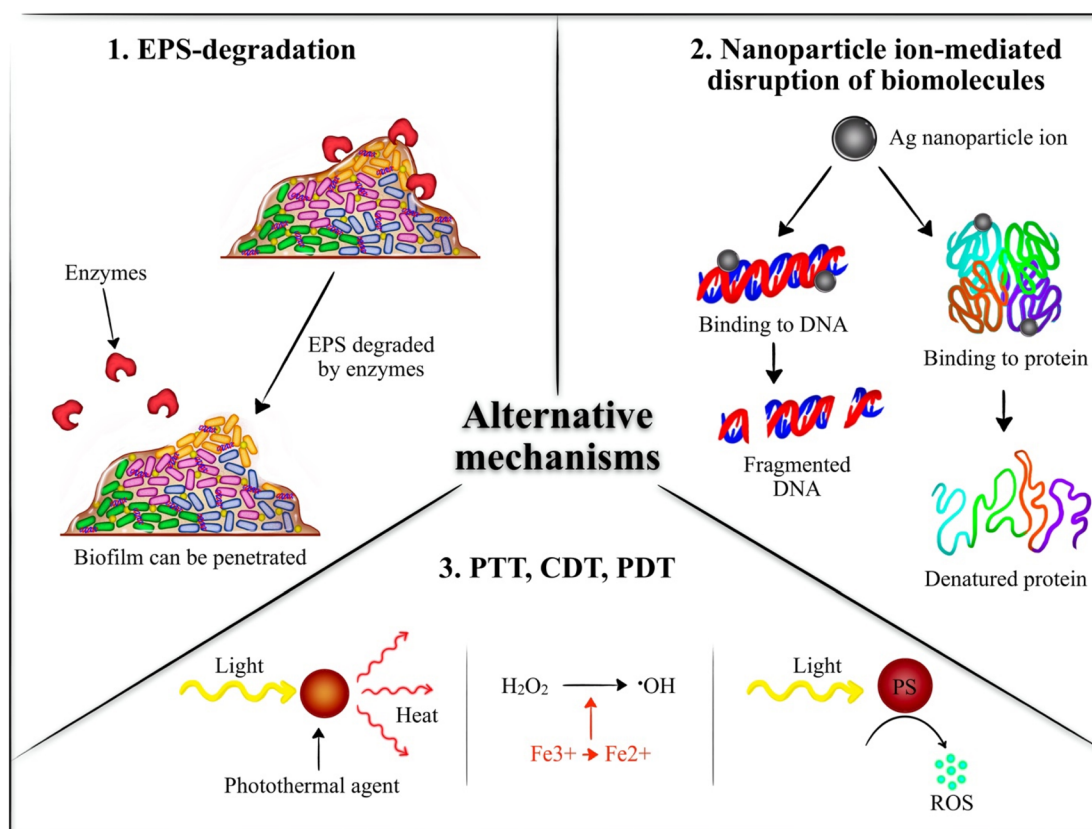 1. EPS-degradation
Enzymes
EPS degraded
by enzymes
Biofilm can be penetrated
2. Nanoparticle ion-mediated
disruption of biomolecules
Ag nanoparticle ion
Binding to DNA
Fragmented
DNA
Binding to protein
Denatured protein
Alternative
mechanisms
3. PTT, CDT, PDT
Light
Heat
Photothermal agent
H₂O₂ → ·OH
Fe3+ → Fe2+
Light
PS
ROS